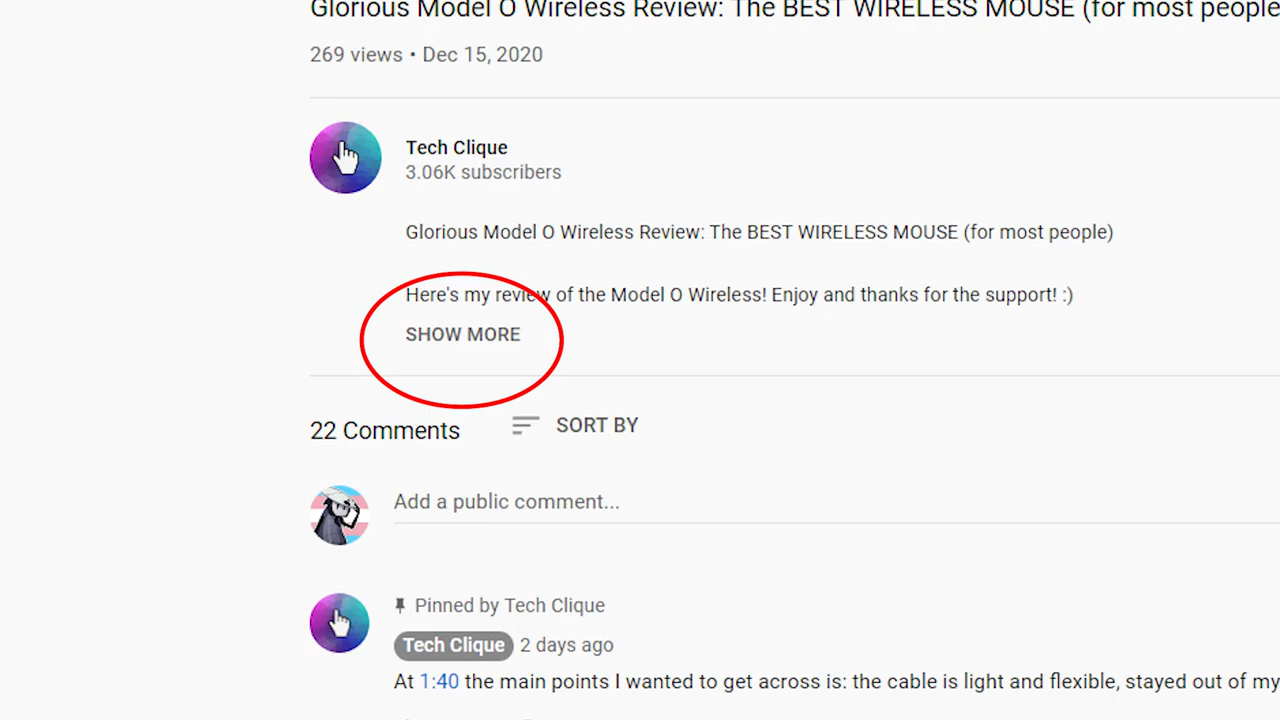 Glorious Model O Wireless Review: The BEST WIRELESS MOUSE (for most people
269 views • Dec 15, 2020
Tech Clique
3.06K subscribers
Glorious Model O Wireless Review: The BEST WIRELESS MOUSE (for most people)
Here's my review of the Model O Wireless! Enjoy and thanks for the support! :)
SHOW MORE
22 Comments SORT BY
Add a public comment...
Pinned by Tech Clique
Tech Clique 2 days ago
At 1:40 the main points I wanted to get across is: the cable is light and flexible, stayed out of my